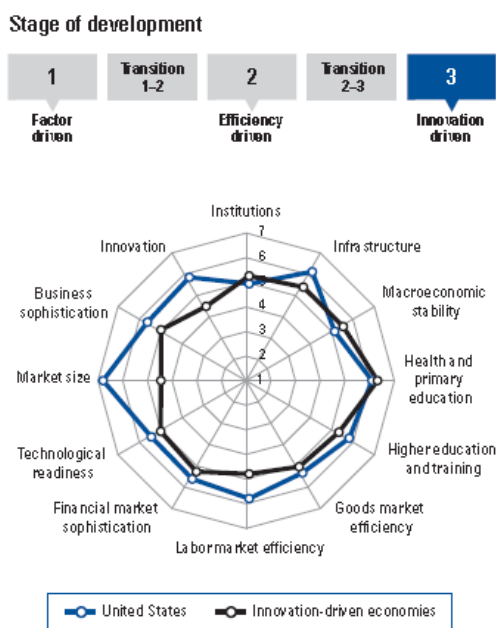 Stage of development
1
Transition
1–2
2
Transition
2–3
3
Factor
driven
Efficiency
driven
Innovation
driven
Institutions
Innovation
Infrastructure
Business
sophistication
Macroeconomic
stability
Market size
Health and
primary
education
Technological
readiness
Higher education
and training
Financial market
sophistication
Goods market
efficiency
Labor market efficiency
7
6
4
3
2
1
United States
Innovation-driven economies